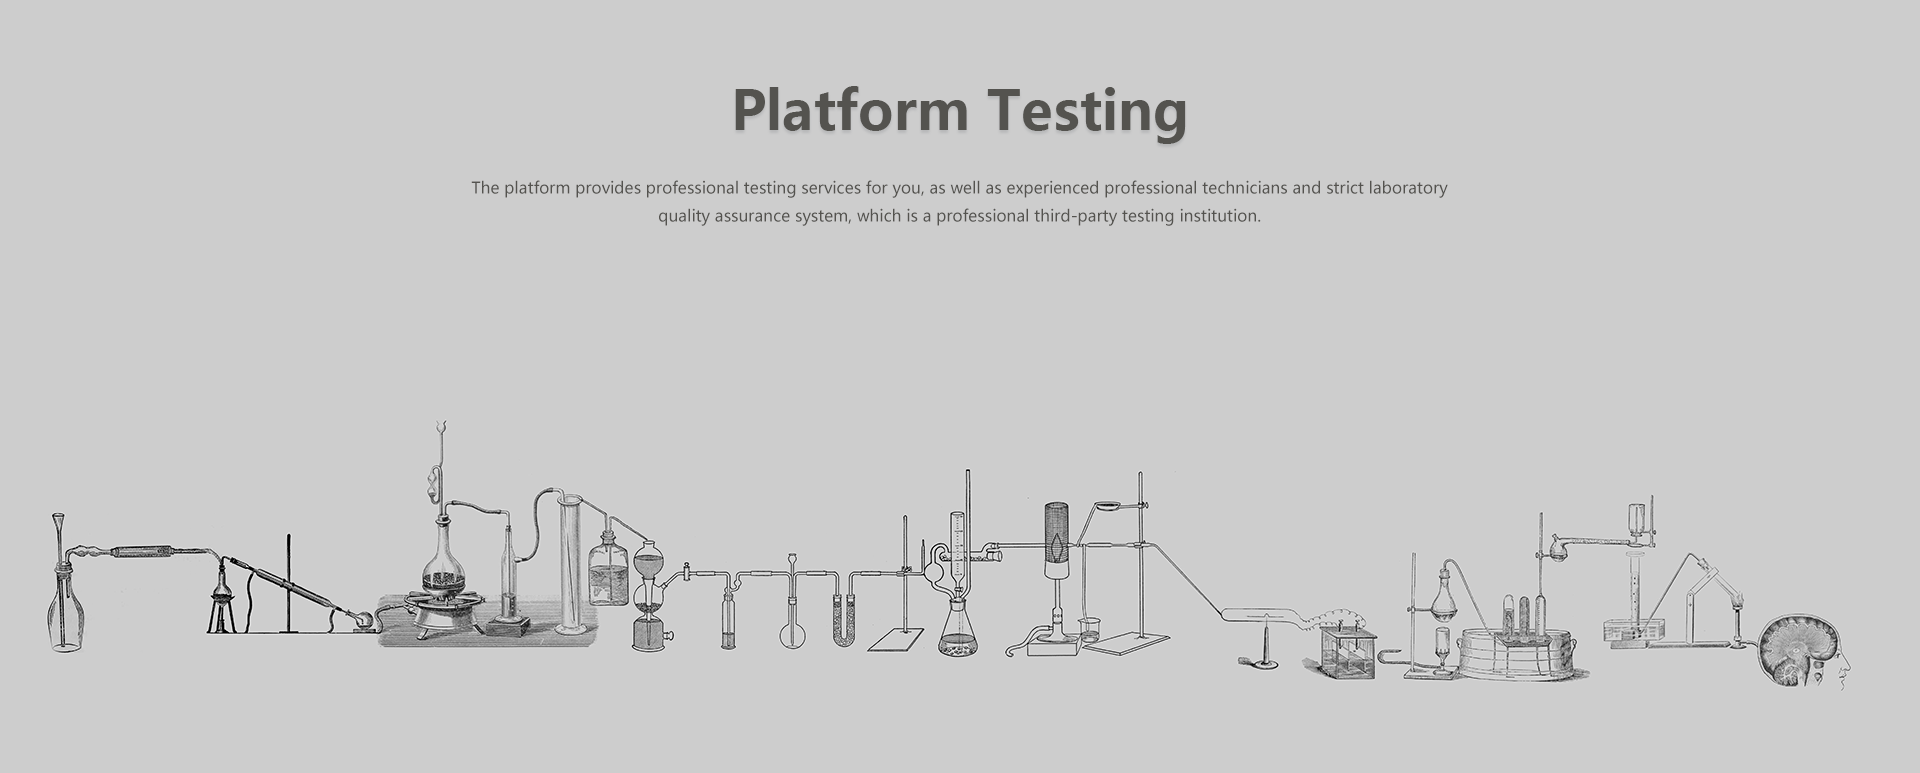 Platform Testing
The platform provides professional testing services for you, as well as experienced professional technicians and strict laboratory
quality assurance system, which is a professional third-party testing institution.